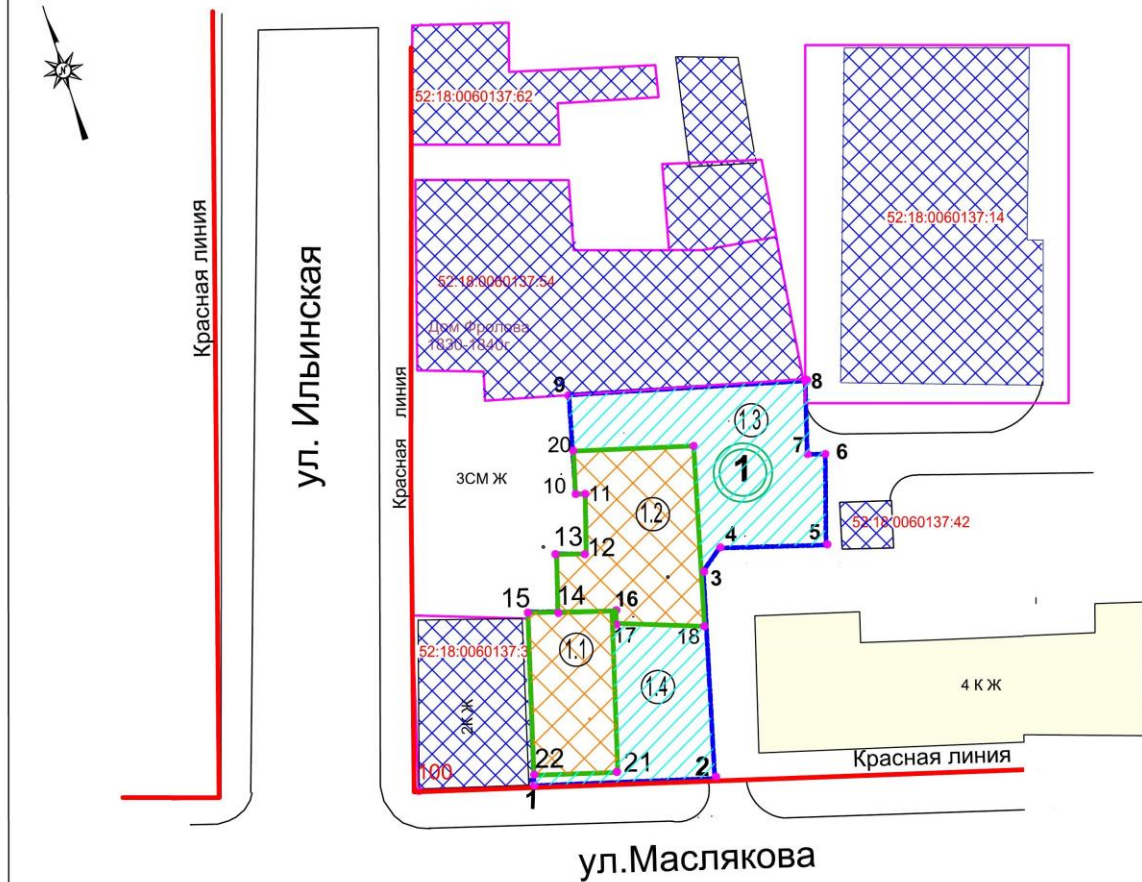 N
52:18:0060137:62
52:18:0060137:14
Красная линия
ул. Ильинская
52:18:0060137:54
Дом Фролова
1830-1840г
Красная линия
9
8
1.3
20
7
6
1
3СМ Ж
10
11
1.2
52:18:0060137:42
13
12
4
5
3
15
14
16
17
18
52:18:0060137:3
1.1
1.4
2К Ж
4 К Ж
22
21
2
100
1
Красная линия
ул.Маслякова